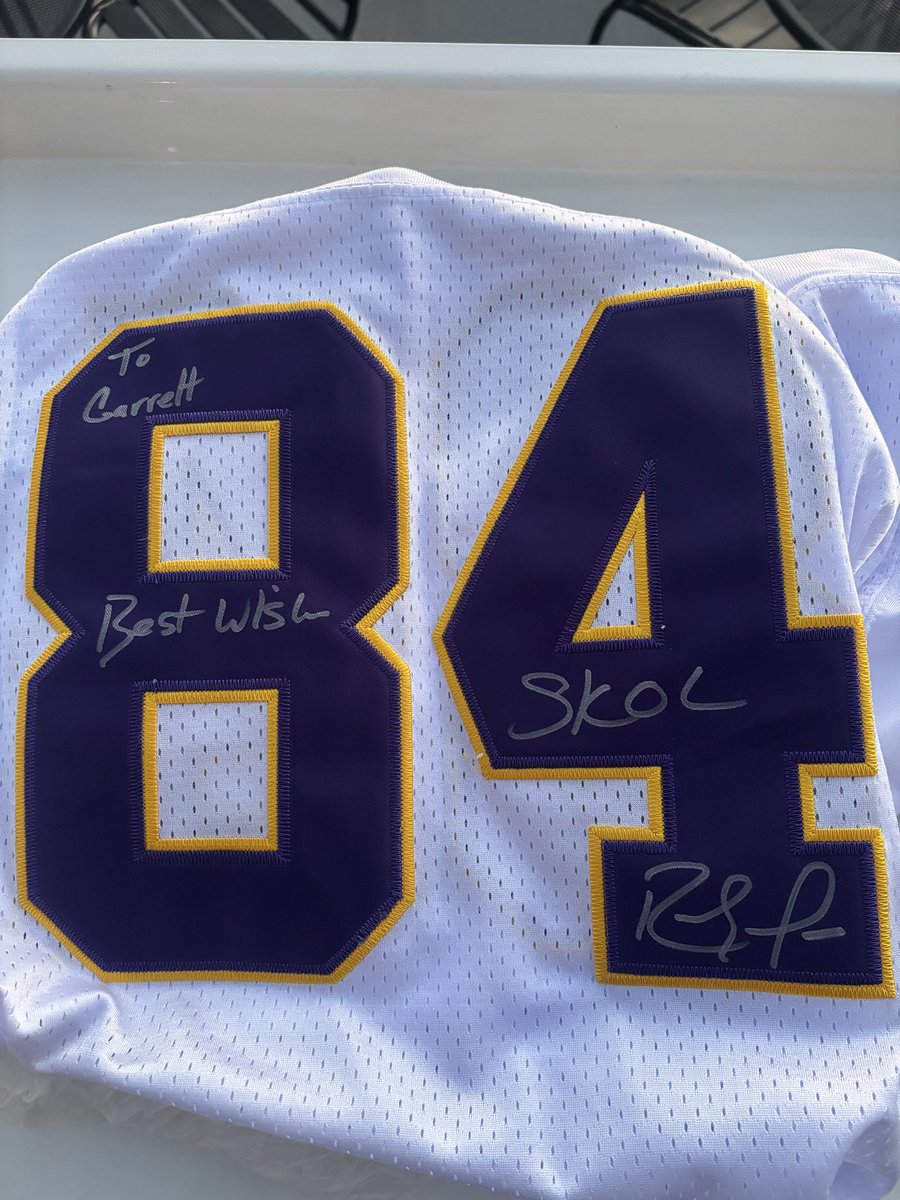 84
To
Garrett
Best Wish
SKOL